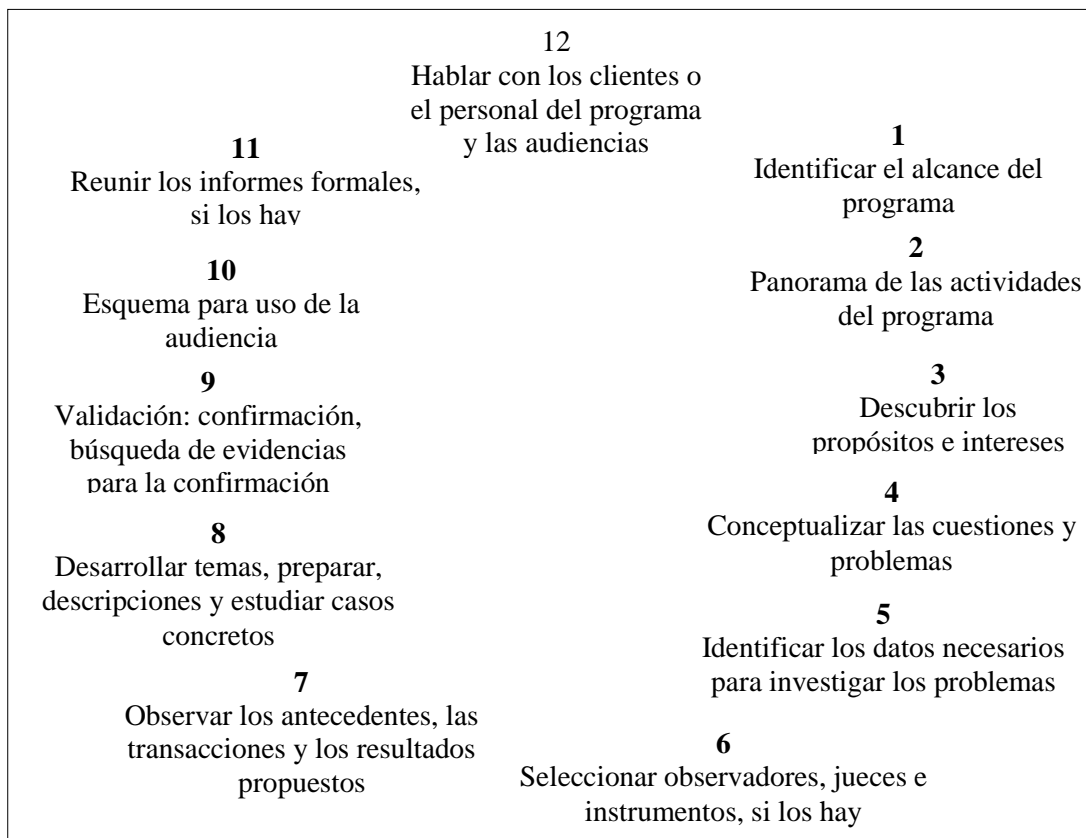 12
Hablar con los clientes o
el personal del programa
y las audiencias
1
Identificar el alcance del
programa
2
Panorama de las actividades
del programa
3
Descubrir los
propósitos e intereses
4
Conceptualizar las cuestiones y
problemas
5
Identificar los datos necesarios
para investigar los problemas
6
Seleccionar observadores, jueces e
instrumentos, si los hay
7
Observar los antecedentes, las
transacciones y los resultados
propuestos
8
Desarrollar temas, preparar,
descripciones y estudiar casos
concretos
9
Validación: confirmación,
búsqueda de evidencias
para la confirmación
10
Esquema para uso de la
audiencia
11
Reunir los informes formales,
si los hay